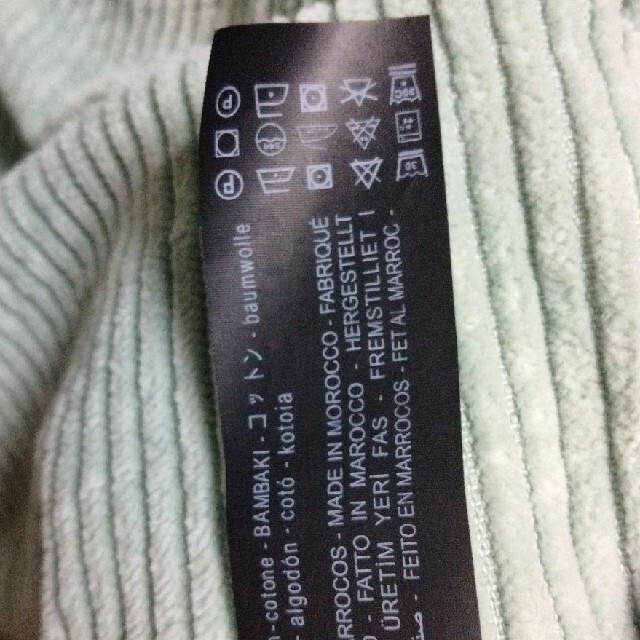 cotone - BAMBAKI - コットン - baumwolle
- algodón - cotó - kotoia
MADE IN MOROCCO - FABRIQUÉ
FATTO IN MAROCCO - HERGESTELLT
ÜRETİM YERİ FAS - FREMSTILLIET I
- FEITO EN MARROCOS - FET AL MARROC -